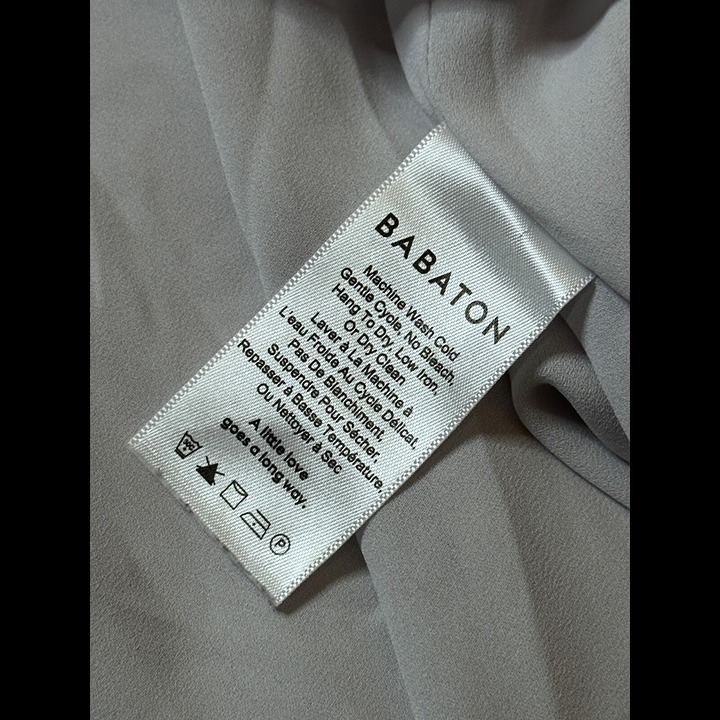 BABATON
Machine Wash Cold
Gentle Cycle, No Bleach,
Hang To Dry, Low Iron,
Or Dry Clean
Laver à La Machine à
L'eau Froide Au Cycle Délicat,
Pas De Blanchiment,
Suspendre Pour Sécher,
Repasser à Basse Température,
Ou Nettoyer à Sec
A little love
goes a long way.
P